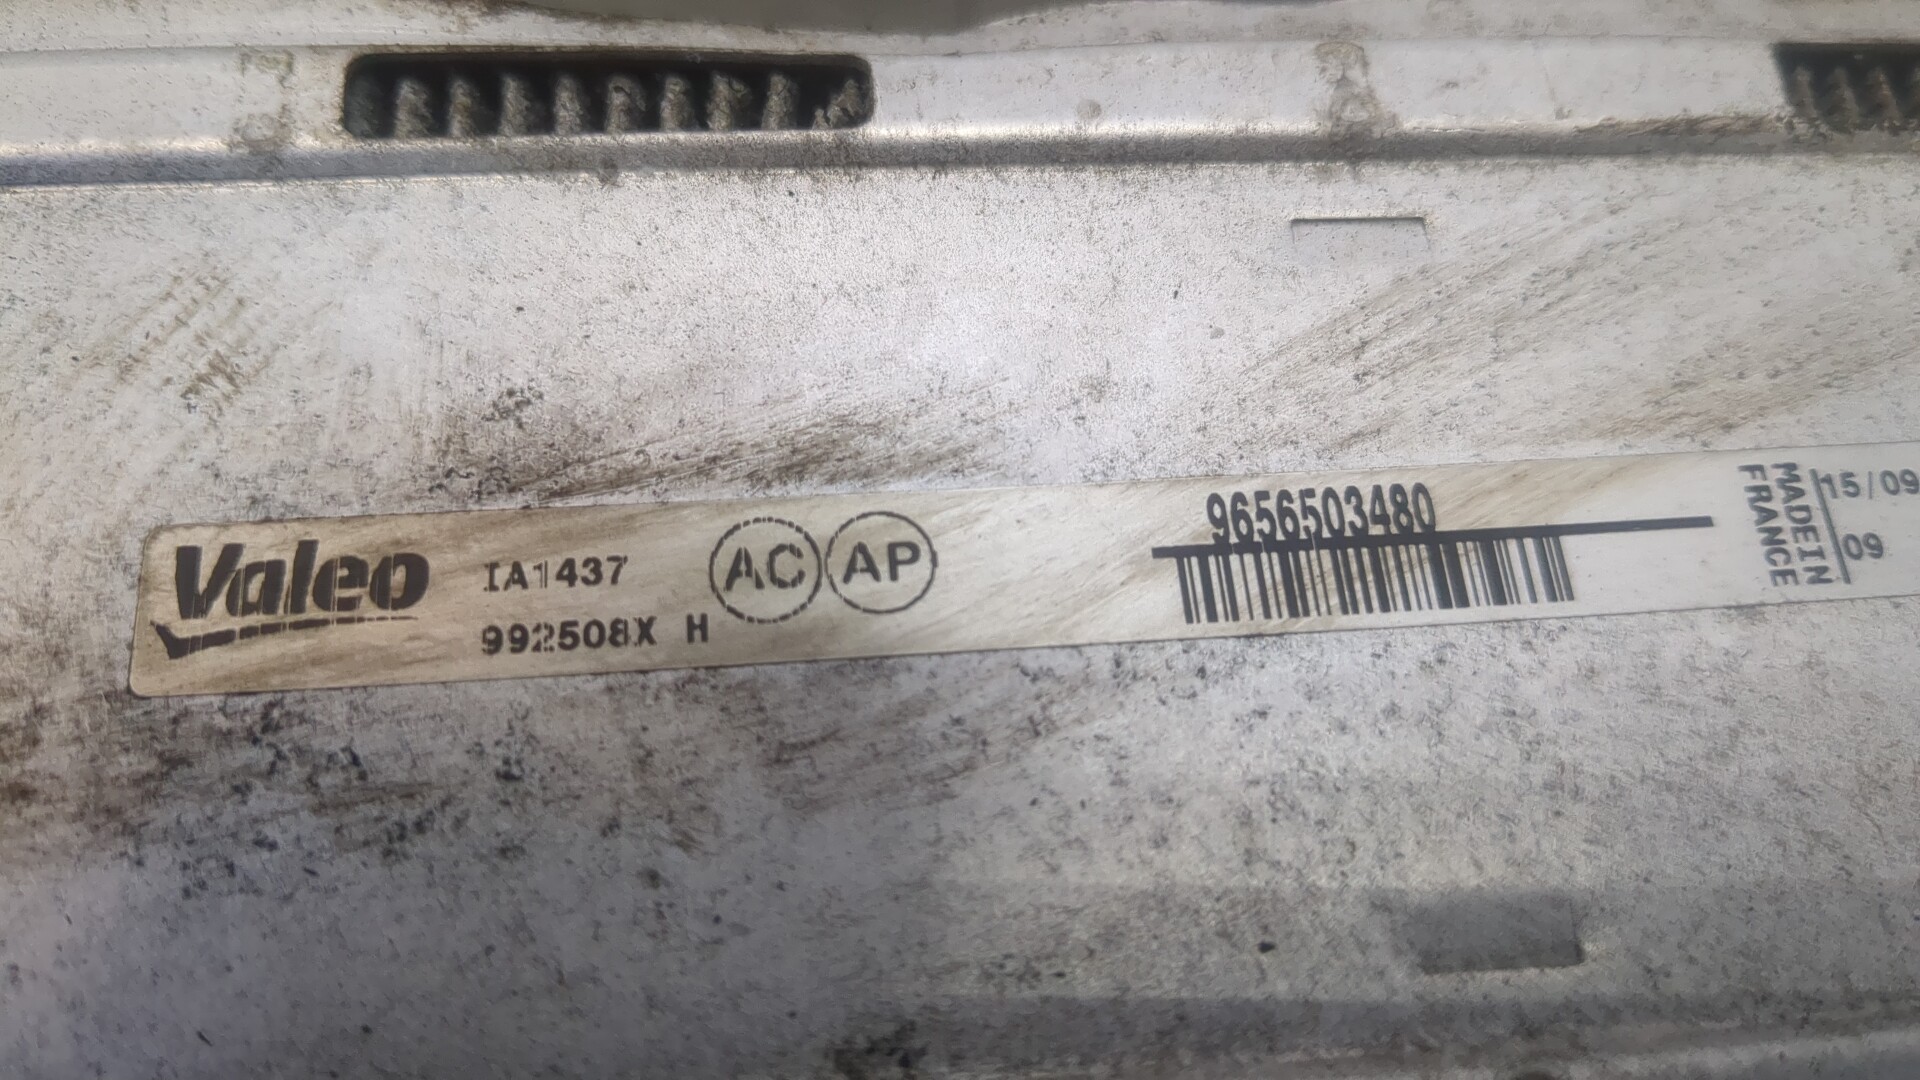 Valeo
IA1437
992508X H
AC AP
9656503480
MADE IN
FRANCE
15/09
09